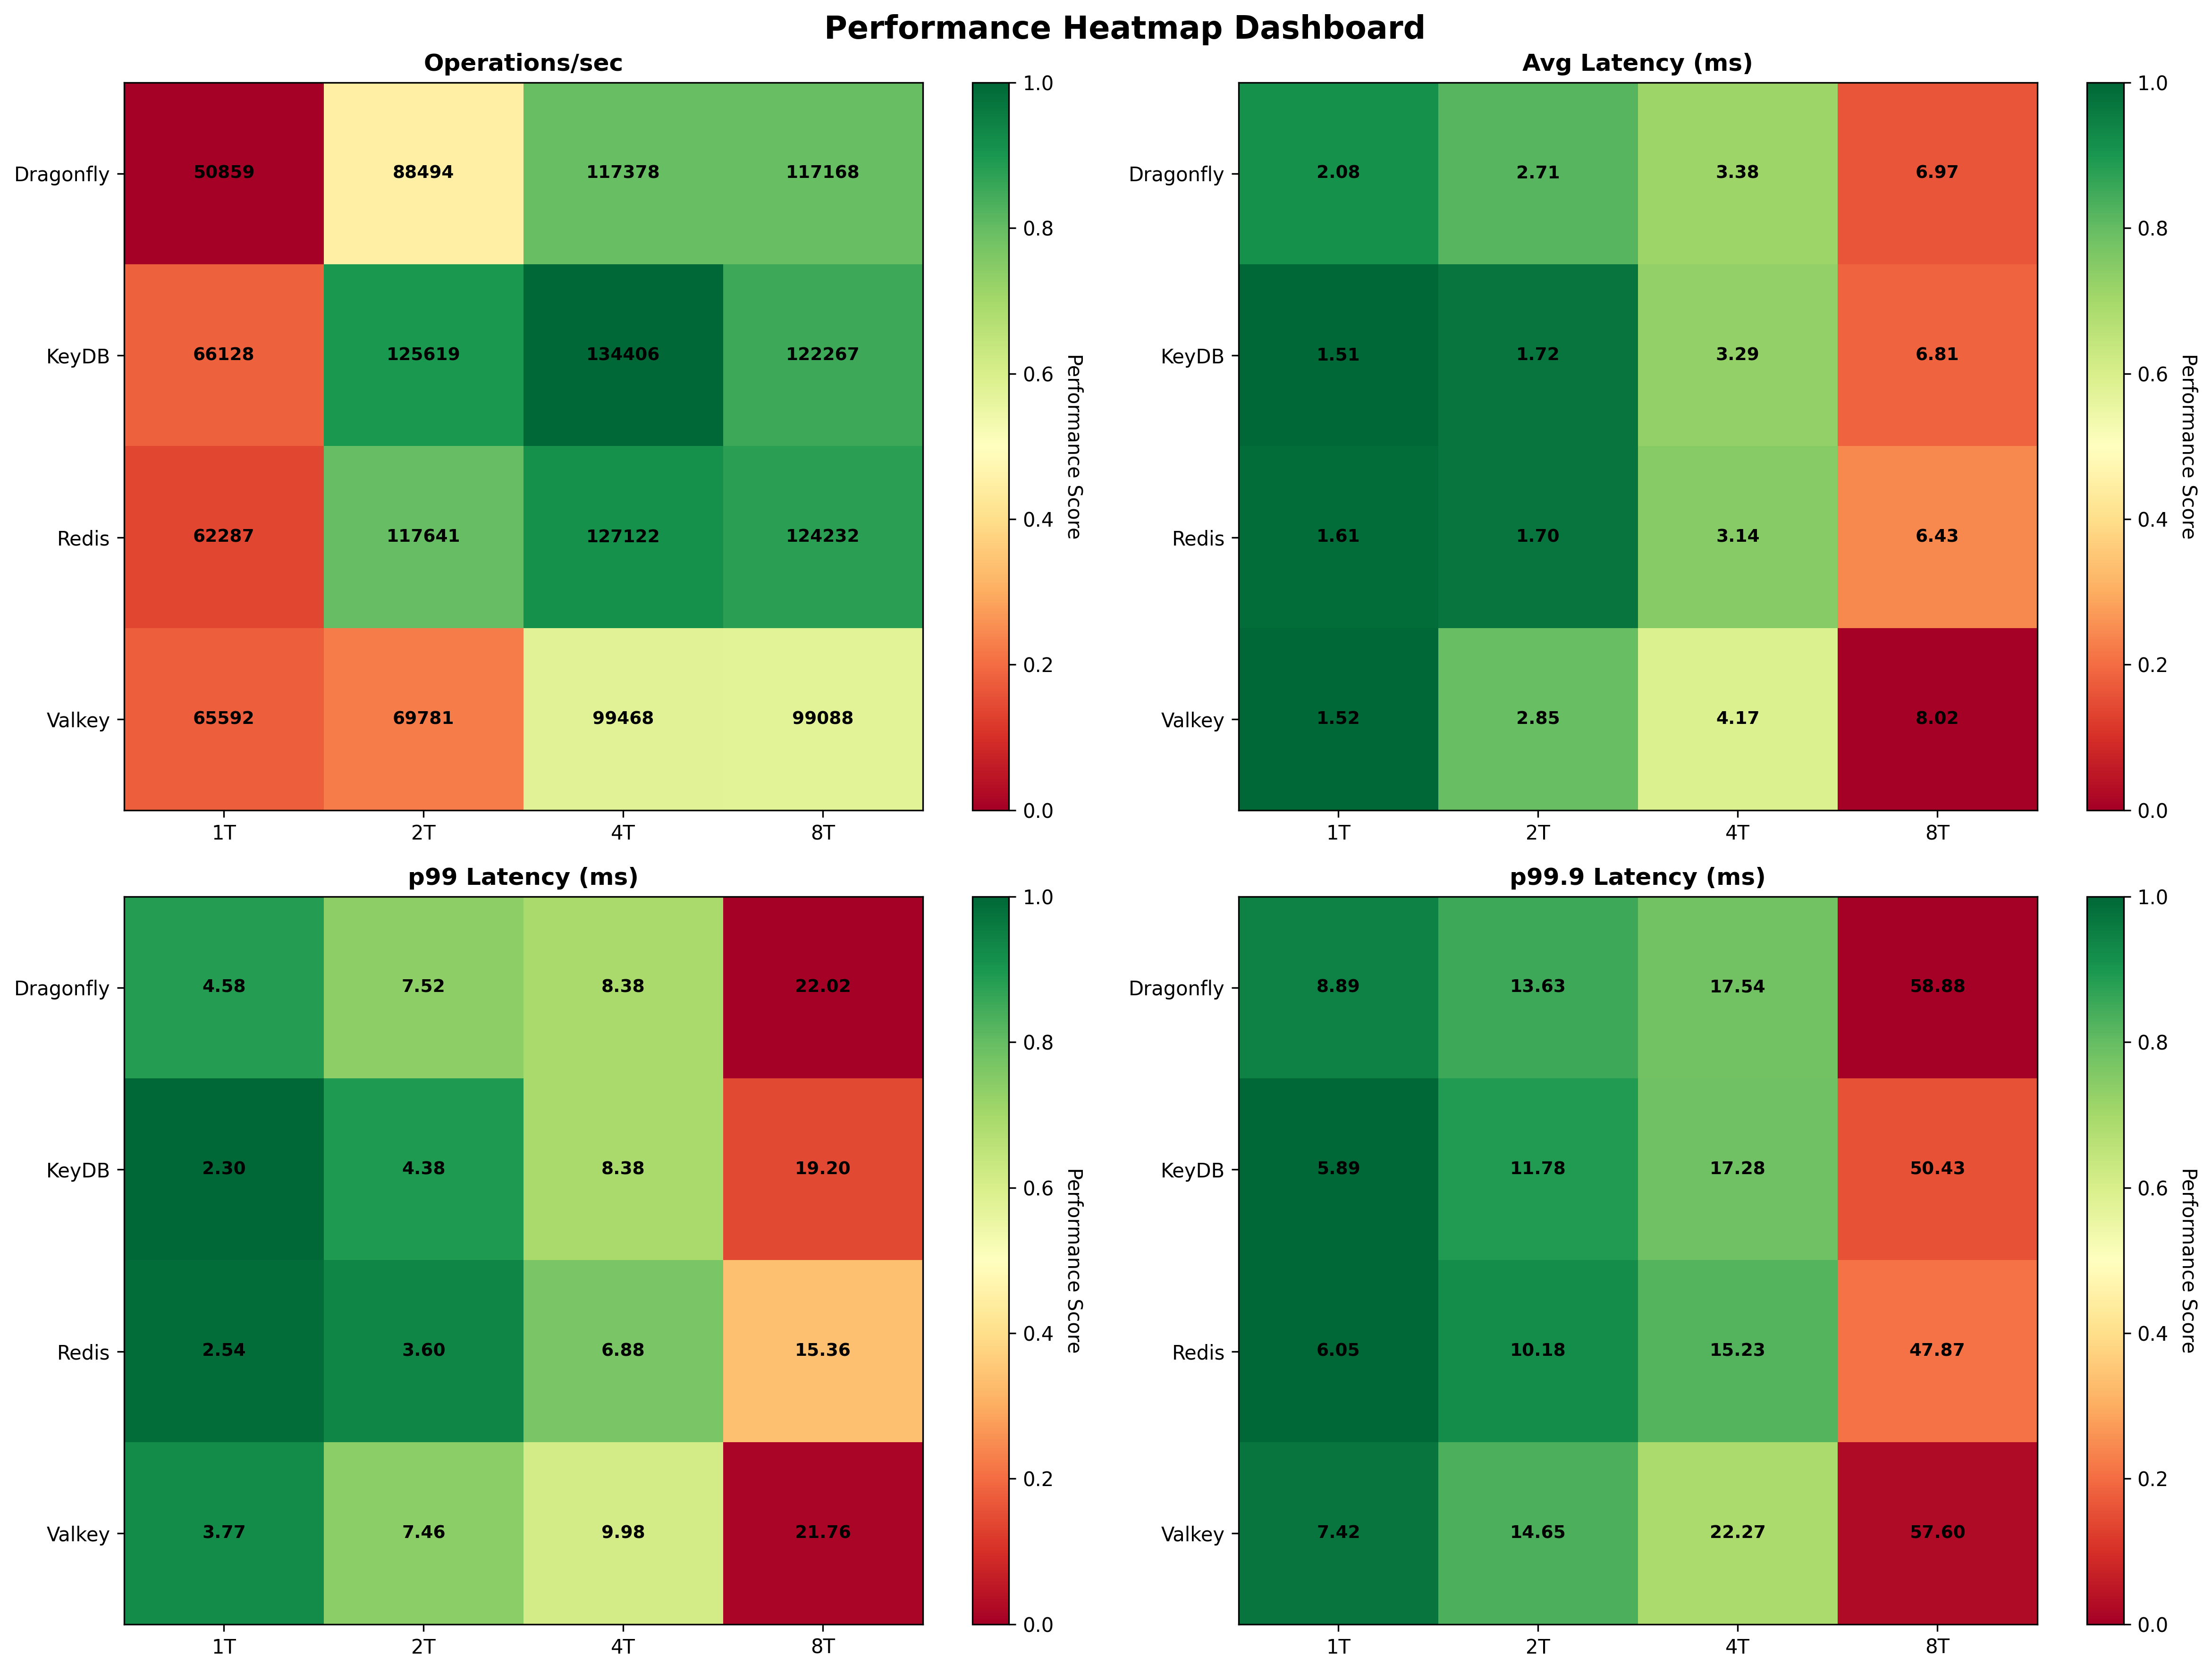 Performance Heatmap Dashboard
Operations/sec
Dragonfly 50859 88494 117378 117168
KeyDB 66128 125619 134406 122267
Redis 62287 117641 127122 124232
Valkey 65592 69781 99468 99088
1T 2T 4T 8T
1.0
0.8
0.6
0.4
0.2
0.0
Performance Score
Avg Latency (ms)
Dragonfly 2.08 2.71 3.38 6.97
KeyDB 1.51 1.72 3.29 6.81
Redis 1.61 1.70 3.14 6.43
Valkey 1.52 2.85 4.17 8.02
1T 2T 4T 8T
1.0
0.8
0.6
0.4
0.2
0.0
Performance Score
p99 Latency (ms)
Dragonfly 4.58 7.52 8.38 22.02
KeyDB 2.30 4.38 8.38 19.20
Redis 2.54 3.60 6.88 15.36
Valkey 3.77 7.46 9.98 21.76
1T 2T 4T 8T
1.0
0.8
0.6
0.4
0.2
0.0
Performance Score
p99.9 Latency (ms)
Dragonfly 8.89 13.63 17.54 58.88
KeyDB 5.89 11.78 17.28 50.43
Redis 6.05 10.18 15.23 47.87
Valkey 7.42 14.65 22.27 57.60
1T 2T 4T 8T
1.0
0.8
0.6
0.4
0.2
0.0
Performance Score